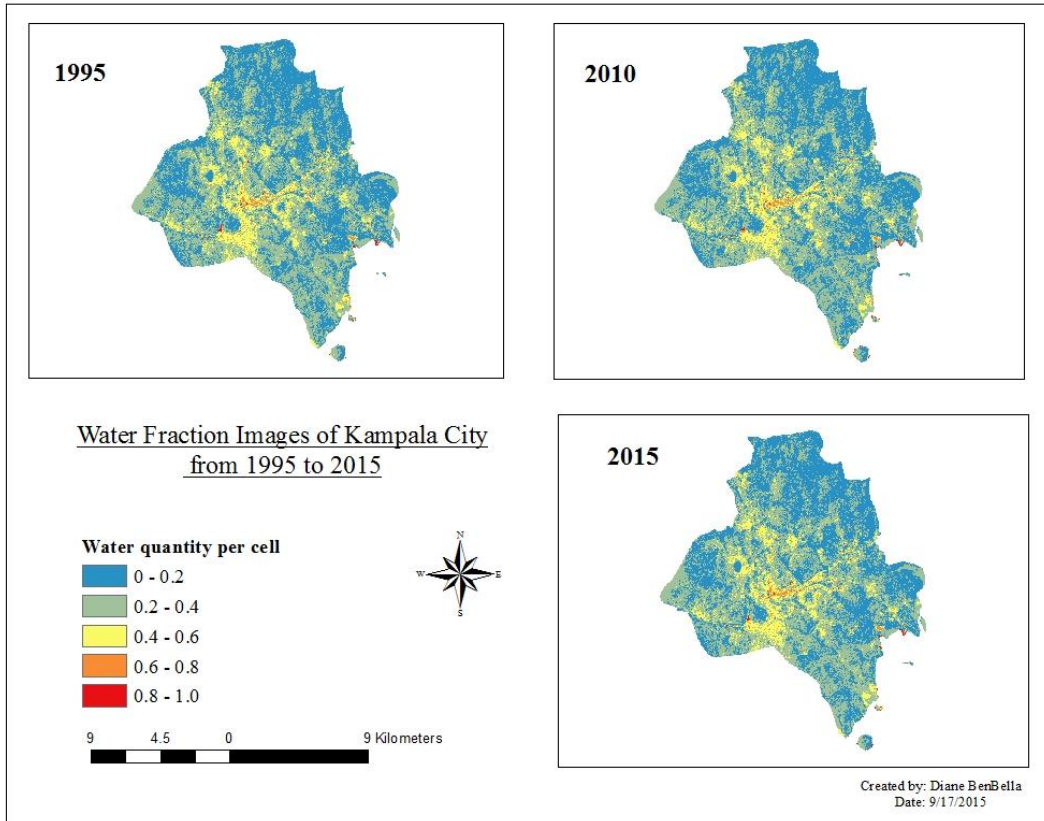 1995
2010
Water Fraction Images of Kampala City
from 1995 to 2015
2015
Water quantity per cell
0 - 0.2
0.2 - 0.4
0.4 - 0.6
0.6 - 0.8
0.8 - 1.0
N
W E
S
9 4.5 0 9 Kilometers
Created by: Diane BenBella
Date: 9/17/2015